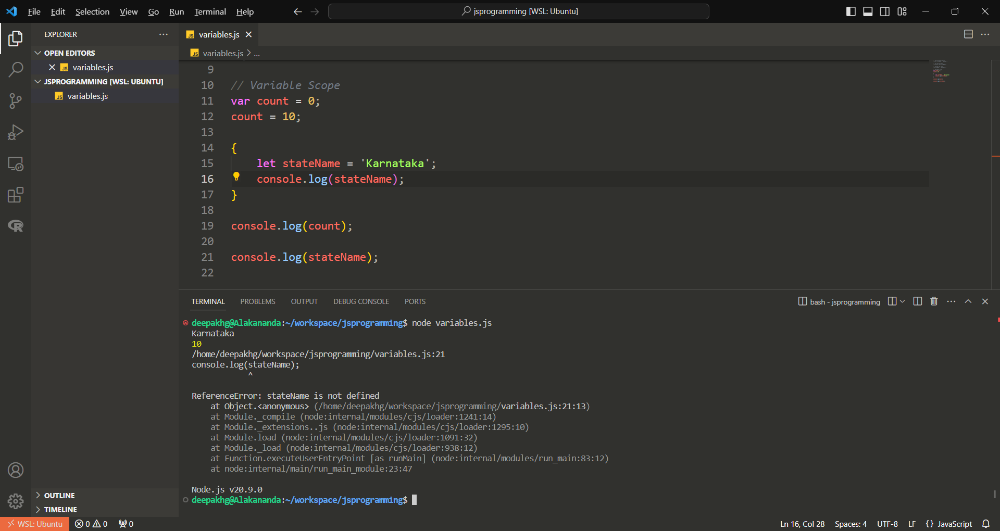 File Edit Selection View Go Run Terminal Help
jsprogramming [WSL: Ubuntu]
EXPLORER
OPEN EDITORS
JS variables.js
JSPROGRAMMING [WSL: UBUNTU]
JS variables.js
OUTLINE
TIMELINE
JS variables.js
JS variables.js > ...
9
10 // Variable Scope
11 var count = 0;
12 count = 10;
13
14 {
15     let stateName = 'Karnataka';
16     console.log(stateName);
17 }
18
19 console.log(count);
20
21 console.log(stateName);
22
TERMINAL PROBLEMS OUTPUT DEBUG CONSOLE PORTS
bash - jsprogramming
deepakhg@Alakananda:~/workspace/jsprogramming$ node variables.js
Karnataka
10
/home/deepakhg/workspace/jsprogramming/variables.js:21
console.log(stateName);
            ^
ReferenceError: stateName is not defined
    at Object.<anonymous> (/home/deepakhg/workspace/jsprogramming/variables.js:21:13)
    at Module._compile (node:internal/modules/cjs/loader:1241:14)
    at Module._extensions..js (node:internal/modules/cjs/loader:1295:10)
    at Module.load (node:internal/modules/cjs/loader:1091:32)
    at Module._load (node:internal/modules/cjs/loader:938:12)
    at Function.executeUserEntryPoint [as runMain] (node:internal/modules/run_main:83:12)
    at node:internal/main/run_main_module:23:47
Node.js v20.9.0
deepakhg@Alakananda:~/workspace/jsprogramming$
WSL: Ubuntu 0 0 0 Ln 16, Col 28 Spaces: 4 UTF-8 LF {} JavaScript